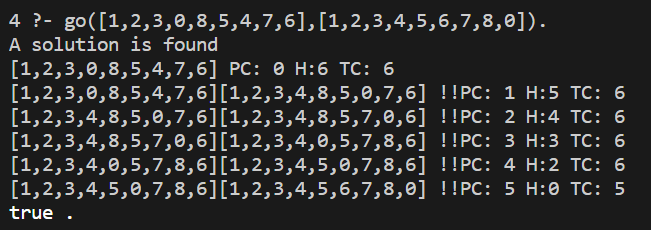 4 ?- go([1,2,3,0,8,5,4,7,6],[1,2,3,4,5,6,7,8,0]).
A solution is found
[1,2,3,0,8,5,4,7,6] PC: 0 H:6 TC: 6
[1,2,3,0,8,5,4,7,6][1,2,3,4,8,5,0,7,6] !!PC: 1 H:5 TC: 6
[1,2,3,4,8,5,0,7,6][1,2,3,4,8,5,7,0,6] !!PC: 2 H:4 TC: 6
[1,2,3,4,8,5,7,0,6][1,2,3,4,0,5,7,8,6] !!PC: 3 H:3 TC: 6
[1,2,3,4,0,5,7,8,6][1,2,3,4,5,0,7,8,6] !!PC: 4 H:2 TC: 6
[1,2,3,4,5,0,7,8,6][1,2,3,4,5,6,7,8,0] !!PC: 5 H:0 TC: 5
true .